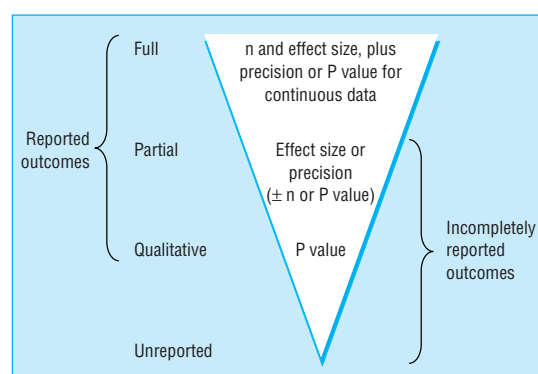 Full
n and effect size, plus
precision or P value for
continuous data
Reported
outcomes
Partial
Effect size or
precision
(± n or P value)
Incompletely
reported
outcomes
Qualitative
P value
Unreported